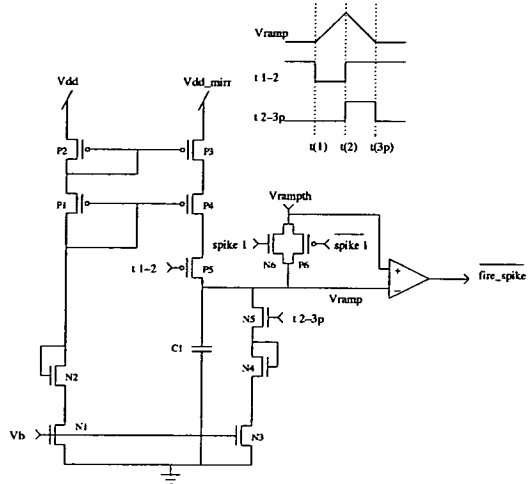 Vramp
t 1-2
t 2-3p
t(1) t(2) t(3p)
Vdd Vdd_mirr
P2 P3
P1 P4
t 1-2 P5
Vrampth
spike 1 N6 P6 spike 1
+
-
fire_spike
Vramp
N5 t 2-3p
C1
N4
N2
Vb N1 N3